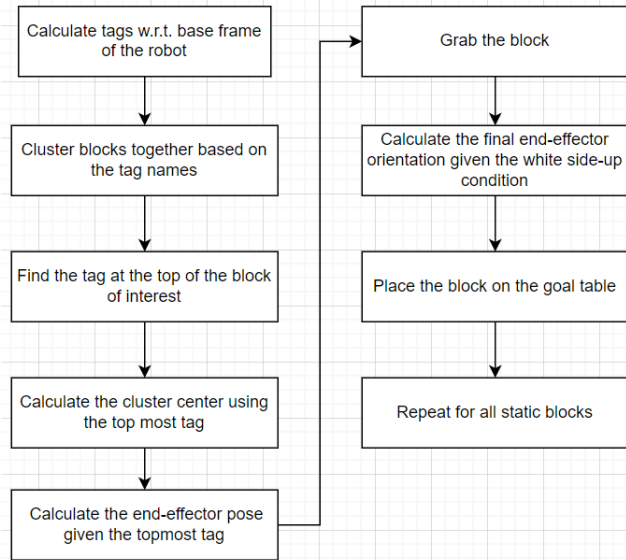 Calculate tags w.r.t. base frame
of the robot
Cluster blocks together based on
the tag names
Find the tag at the top of the block
of interest
Calculate the cluster center using
the top most tag
Calculate the end-effector pose
given the topmost tag
Grab the block
Calculate the final end-effector
orientation given the white side-up
condition
Place the block on the goal table
Repeat for all static blocks